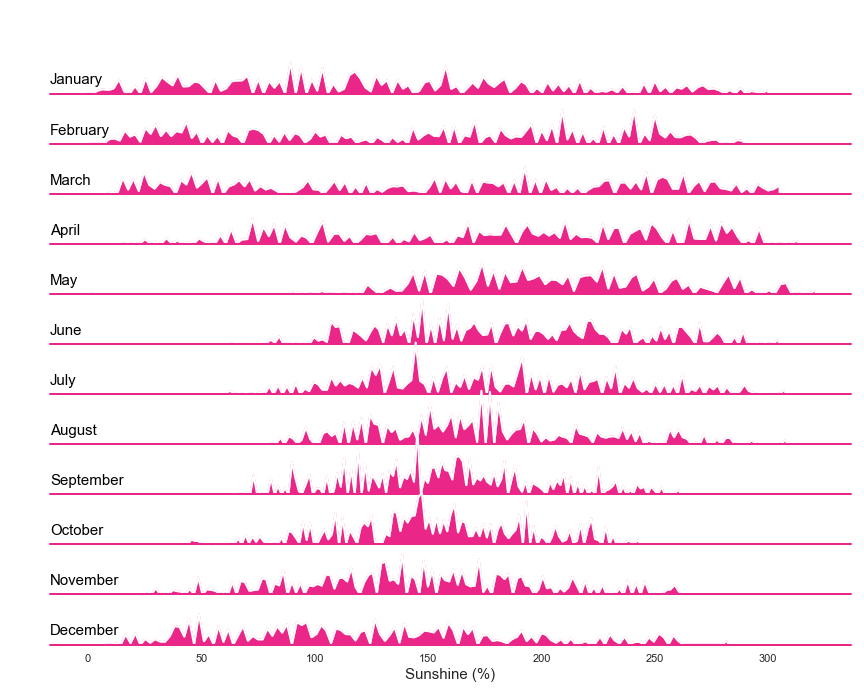 January
February
March
April
May
June
July
August
September
October
November
December
0 50 100 150 200 250 300
Sunshine (%)